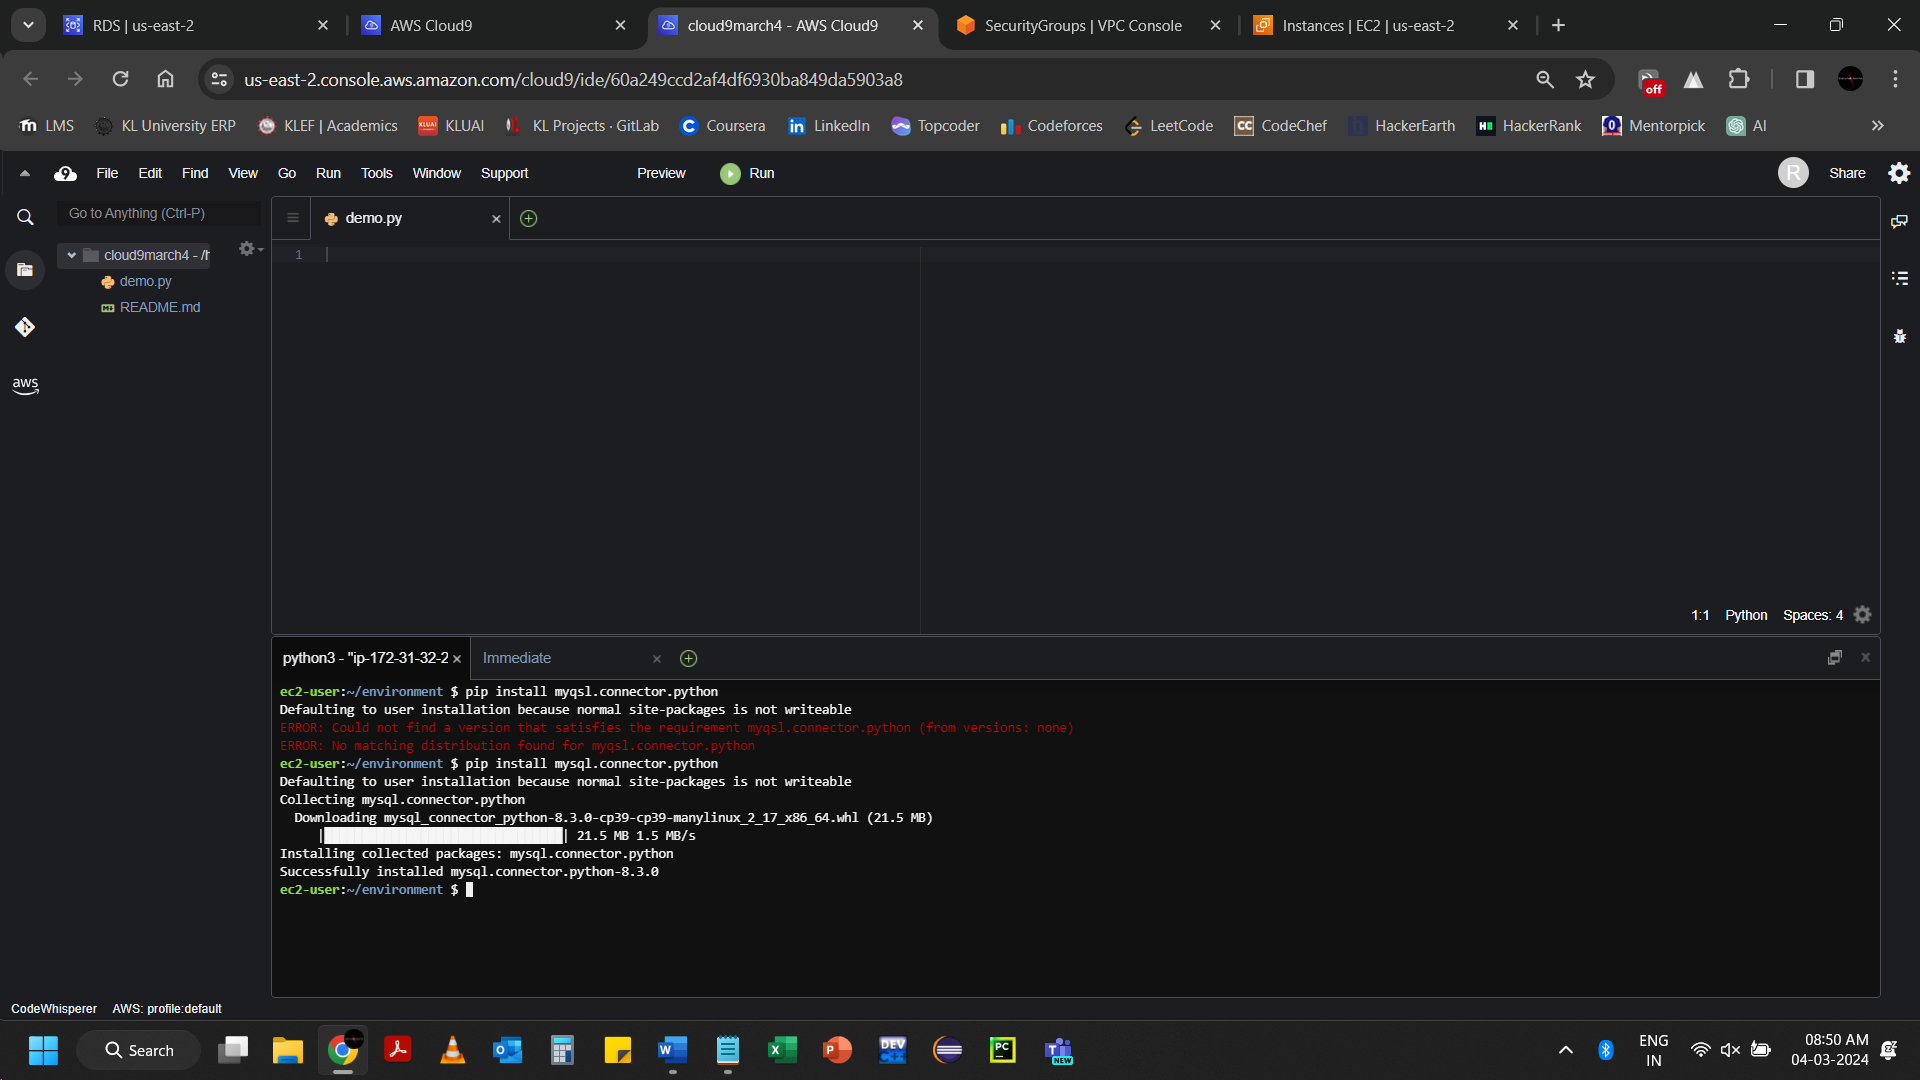 RDS | us-east-2
AWS Cloud9
cloud9march4 - AWS Cloud9
SecurityGroups | VPC Console
Instances | EC2 | us-east-2
us-east-2.console.aws.amazon.com/cloud9/ide/60a249ccd2af4df6930ba849da5903a8
off
LMS
KL University ERP
KLEF | Academics
KLUAI
KL Projects · GitLab
Coursera
LinkedIn
Topcoder
Codeforces
LeetCode
CodeChef
HackerEarth
HackerRank
Mentorpick
AI
9 File Edit Find View Go Run Tools Window Support Preview Run R Share
Go to Anything (Ctrl-P)
demo.py
cloud9march4 - /h
1
demo.py
README.md
aws
1:1 Python Spaces: 4
python3 - "ip-172-31-32-2
Immediate
ec2-user:~/environment $ pip install myqsl.connector.python
Defaulting to user installation because normal site-packages is not writeable
ERROR: Could not find a version that satisfies the requirement myqsl.connector.python (from versions: none)
ERROR: No matching distribution found for myqsl.connector.python
ec2-user:~/environment $ pip install mysql.connector.python
Defaulting to user installation because normal site-packages is not writeable
Collecting mysql.connector.python
Downloading mysql_connector_python-8.3.0-cp39-cp39-manylinux_2_17_x86_64.whl (21.5 MB)
| | 21.5 MB 1.5 MB/s
Installing collected packages: mysql.connector.python
Successfully installed mysql.connector.python-8.3.0
ec2-user:~/environment $
CodeWhisperer AWS: profile:default
Search
DEV
PC
NEW
ENG
IN
08:50 AM
04-03-2024